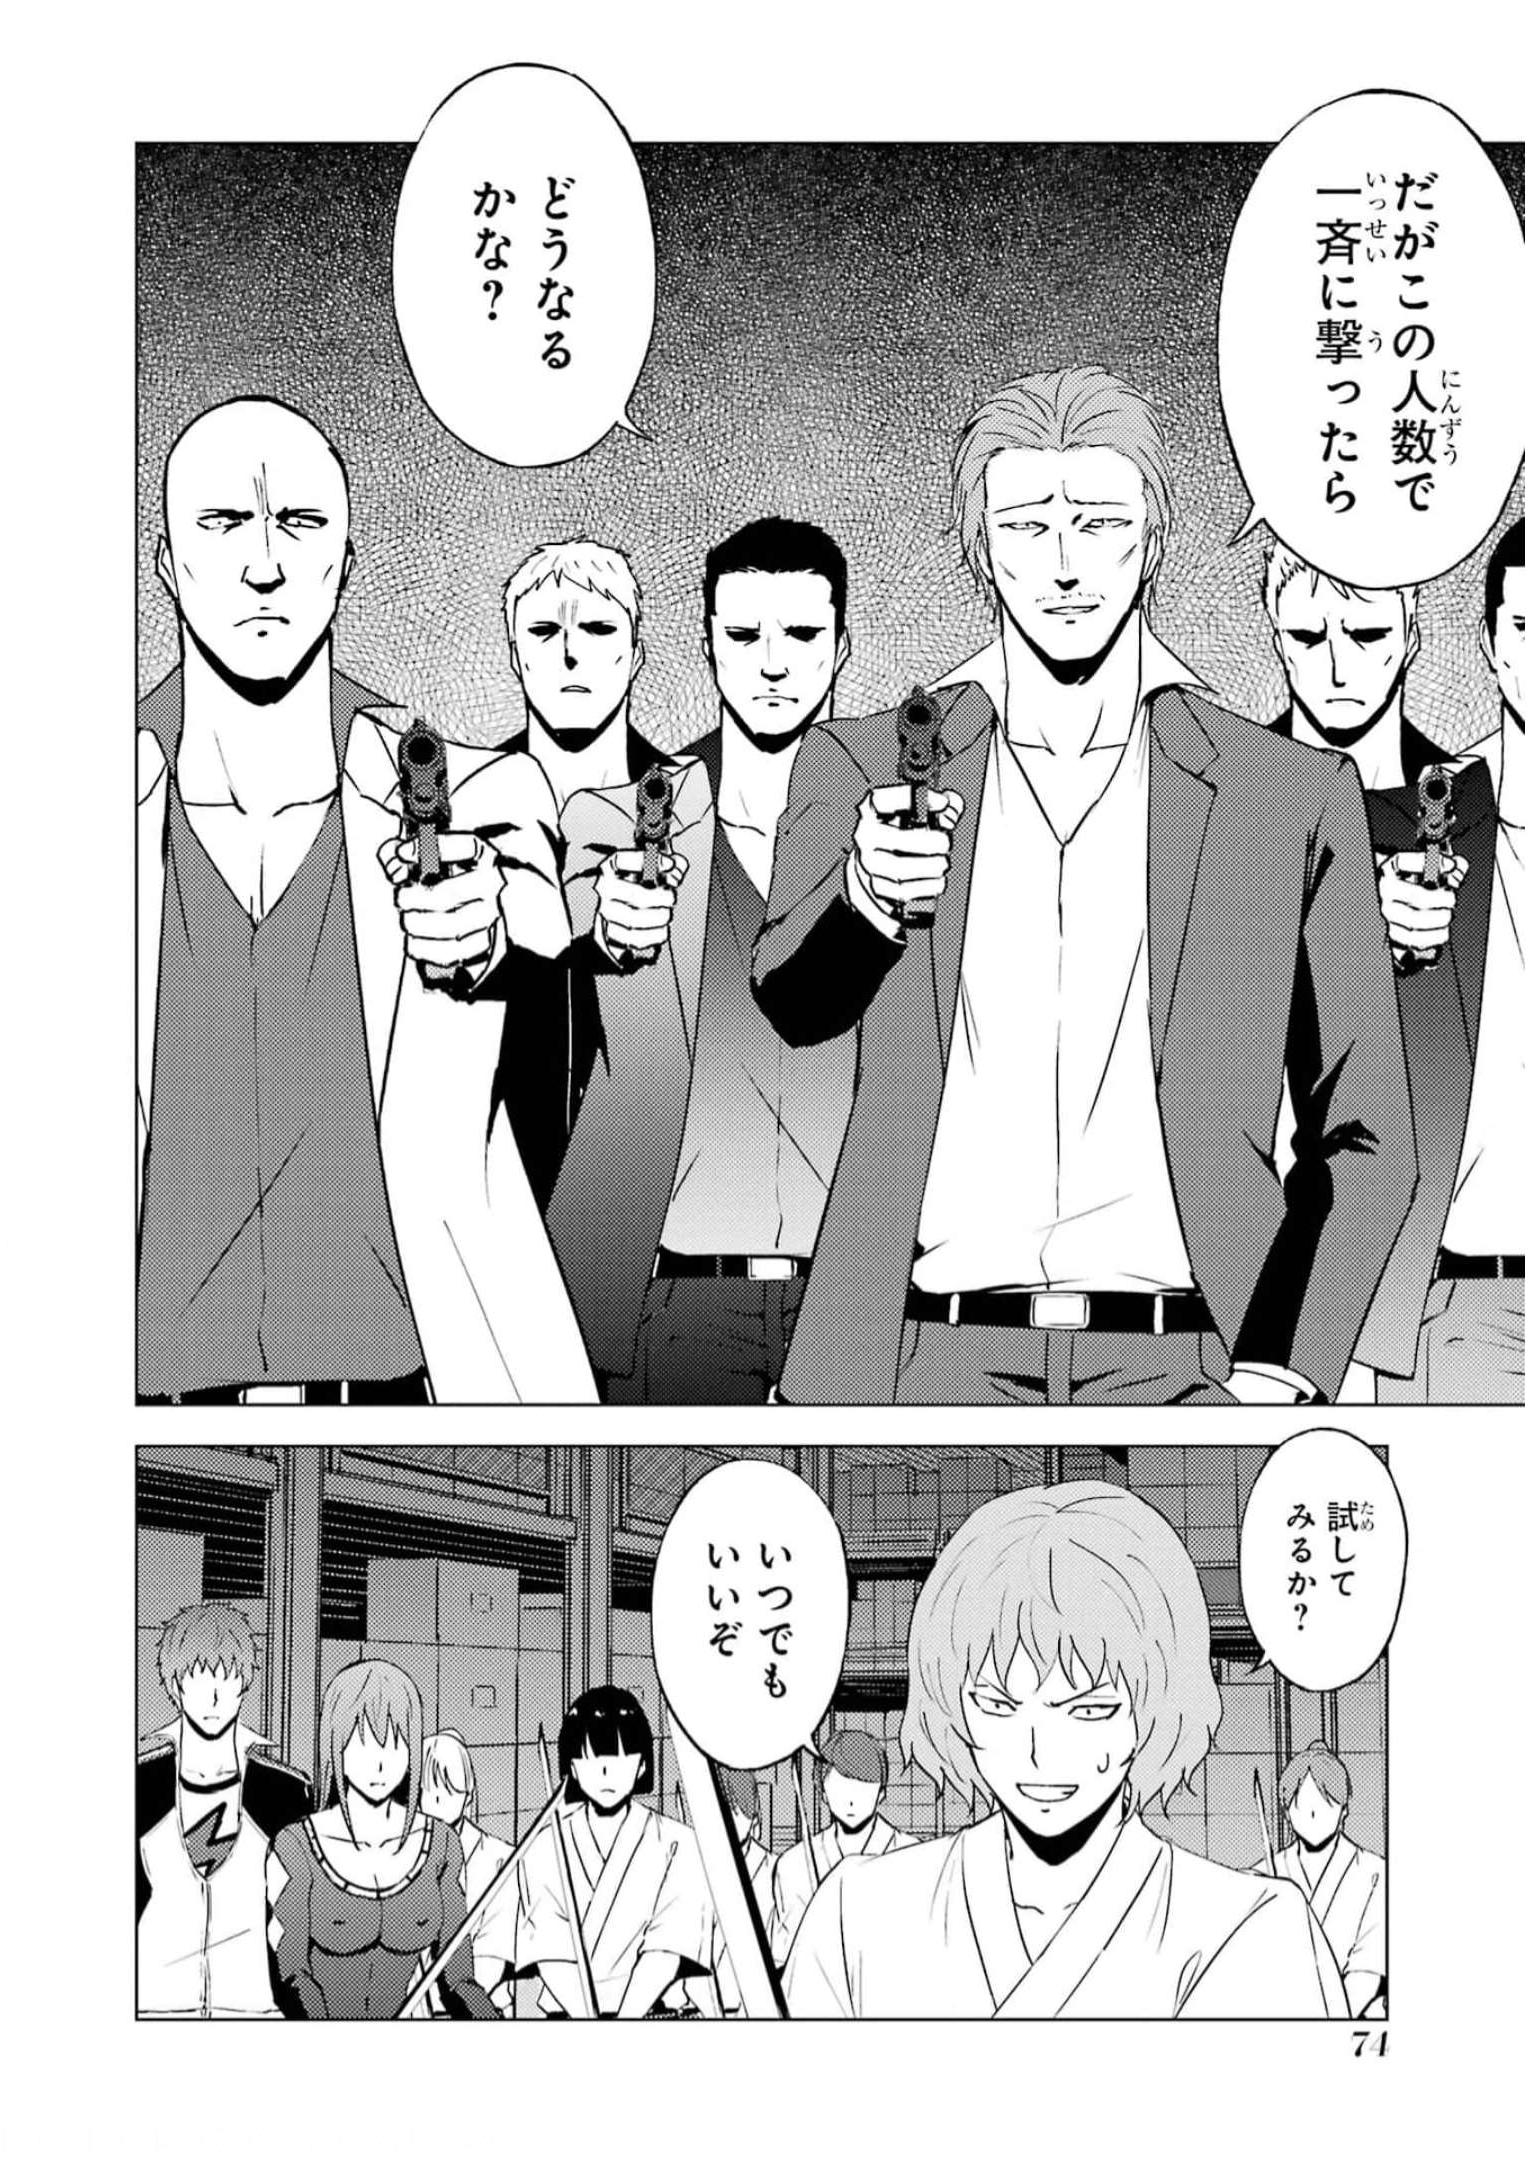 だがこの人数で
一斉に撃ったら
どうなる
かな?
試して
みるか?
いつでも
いいぞ
74